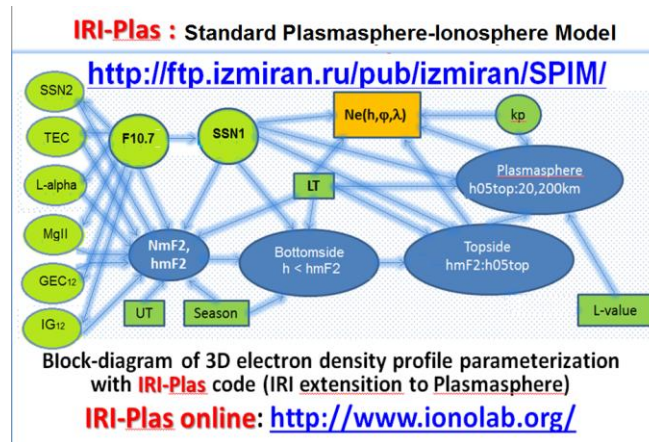 IRI-Plas : Standard Plasmasphere-Ionosphere Model
http://ftp.izmiran.ru/pub/izmiran/SPIM/
SSN2
TEC
L-alpha
MgII
GEC12
IG12
F10.7
SSN1
Ne(h,φ,λ)
kp
LT
Plasmasphere
h05top:20,200km
NmF2,
hmF2
Bottomside
h < hmF2
Topside
hmF2:h05top
UT
Season
L-value
Block-diagram of 3D electron density profile parameterization
with IRI-Plas code (IRI extensition to Plasmasphere)
IRI-Plas online: http://www.ionolab.org/